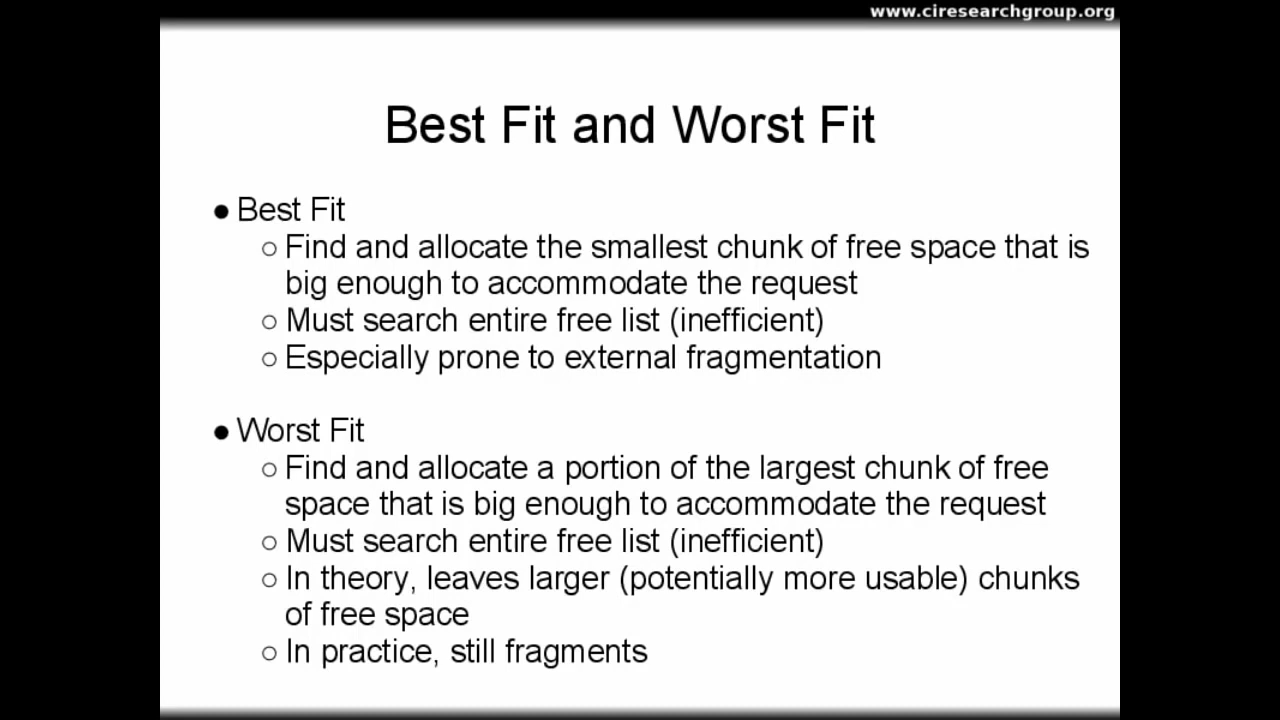 www.ciresearchgroup.org
Best Fit and Worst Fit
● Best Fit
○ Find and allocate the smallest chunk of free space that is
big enough to accommodate the request
○ Must search entire free list (inefficient)
○ Especially prone to external fragmentation
● Worst Fit
○ Find and allocate a portion of the largest chunk of free
space that is big enough to accommodate the request
○ Must search entire free list (inefficient)
○ In theory, leaves larger (potentially more usable) chunks
of free space
○ In practice, still fragments